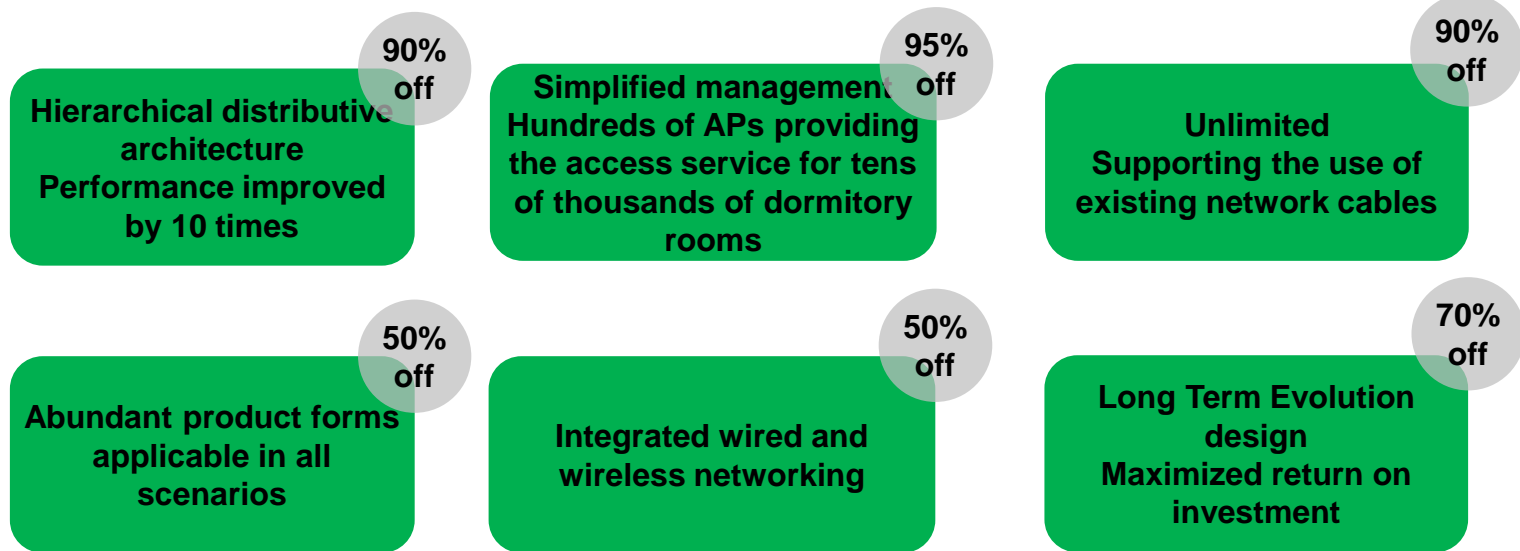 90%
off
Hierarchical distributive
architecture
Performance improved
by 10 times
95%
off
Simplified management
Hundreds of APs providing
the access service for tens
of thousands of dormitory
rooms
90%
off
Unlimited
Supporting the use of
existing network cables
50%
off
Abundant product forms
applicable in all
scenarios
50%
off
Integrated wired and
wireless networking
70%
off
Long Term Evolution
design
Maximized return on
investment